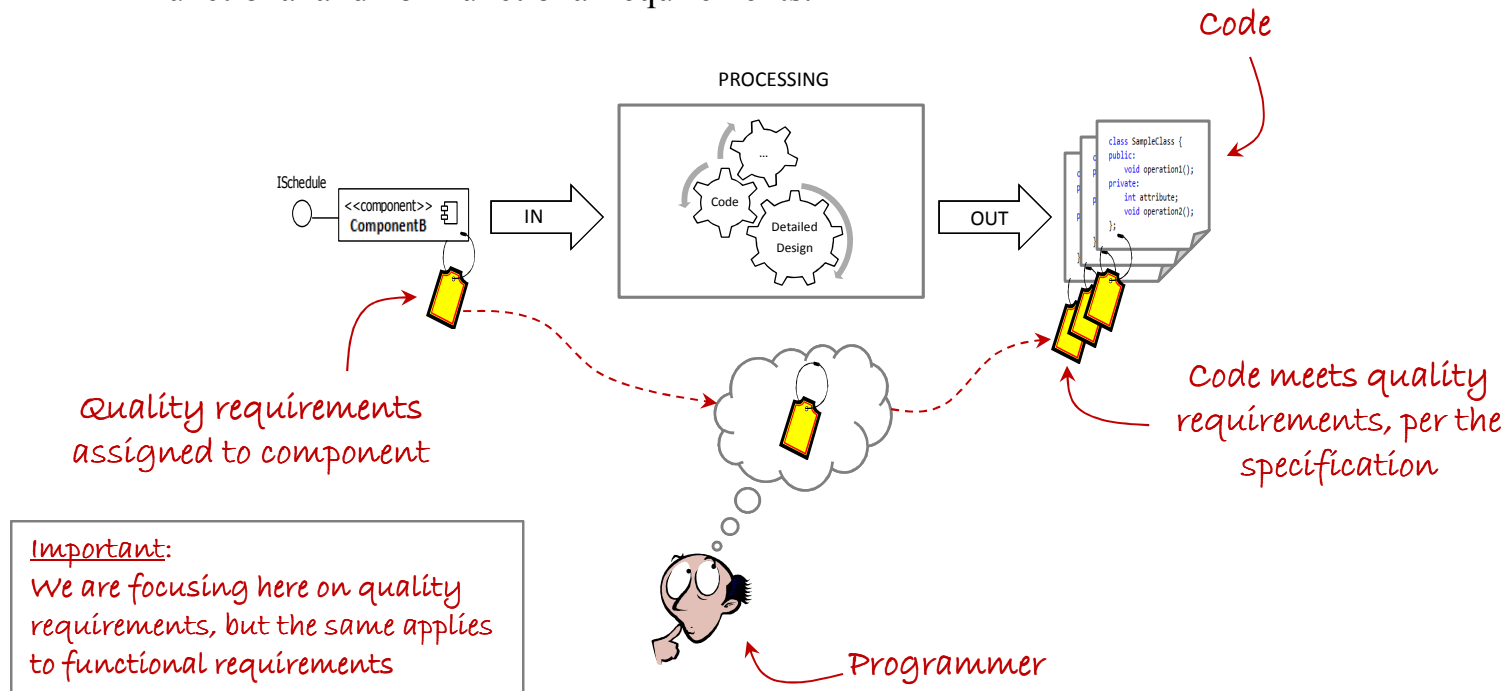 Code
PROCESSING
...
Code
Detailed
Design
ISchedule
<<component>>
ComponentB
IN
OUT
class SampleClass {
public:
void operation1();
private:
int attribute;
void operation2();
};
Quality requirements
assigned to component
Code meets quality
requirements, per the
specification
Important:
We are focusing here on quality
requirements, but the same applies
to functional requirements
Programmer